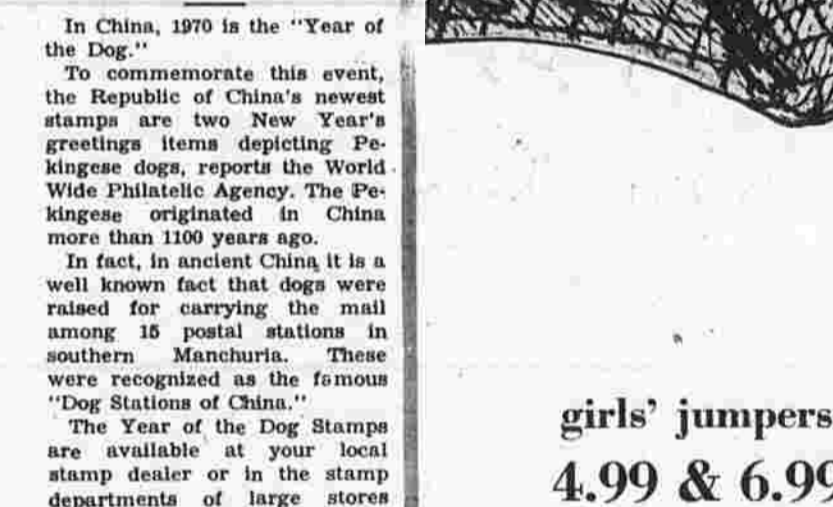 In China, 1970 is the "Year of
the Dog."
To commemorate this event,
the Republic of China's newest
stamps are two New Year's
greetings items depicting Pe-
kingese dogs, reports the World
Wide Philatelic Agency. The Pe-
kingese originated in China
more than 1100 years ago.
In fact, in ancient China it is a
well known fact that dogs were
raised for carrying the mail
among 15 postal stations in
southern Manchuria. These
were recognized as the famous
"Dog Stations of China."
The Year of the Dog Stamps
are available at your local
stamp dealer or in the stamp
departments of large stores
girls' jumpers
4.99 & 6.99